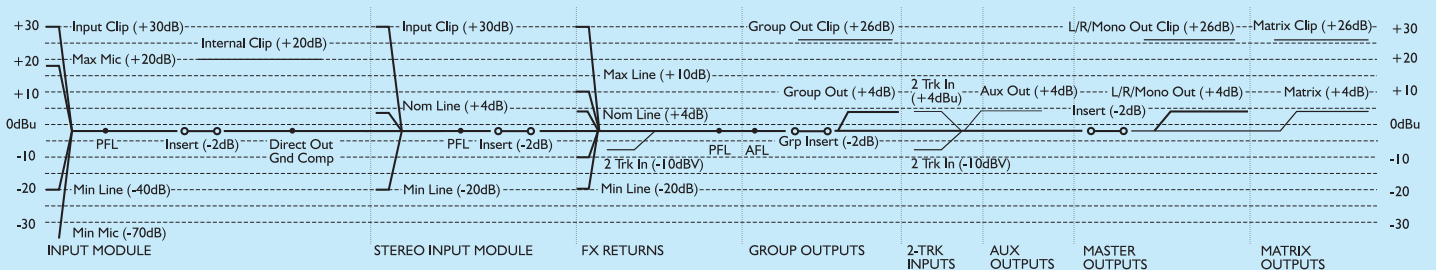 +30
+20
+10
0dBu
-10
-20
-30
Input Clip (+30dB)
Internal Clip (+20dB)
Max Mic (+20dB)
PFL
Insert (-2dB)
Direct Out
Gnd Comp
Min Line (-40dB)
Min Mic (-70dB)
INPUT MODULE
Input Clip (+30dB)
Nom Line (+4dB)
PFL
Insert (-2dB)
Min Line (-20dB)
STEREO INPUT MODULE
Input Clip (+30dB)
Max Line (+10dB)
Nom Line (+4dB)
2 Trk In (-10dBV)
PFL
Min Line (-20dB)
FX RETURNS
Group Out Clip (+26dB)
Group Out (+4dB)
AFL
Grp Insert (-2dB)
GROUP OUTPUTS
2 Trk In
(+4dBu)
2 Trk In (-10dBV)
2-TRK
INPUTS
Aux Out (+4dB)
AUX
OUTPUTS
L/R/Mono Out Clip (+26dB)
L/R/Mono Out (+4dB)
Insert (-2dB)
MASTER
OUTPUTS
Matrix Clip (+26dB)
Matrix (+4dB)
MATRIX
OUTPUTS
+30
+20
+10
0dBu
-10
-20
-30